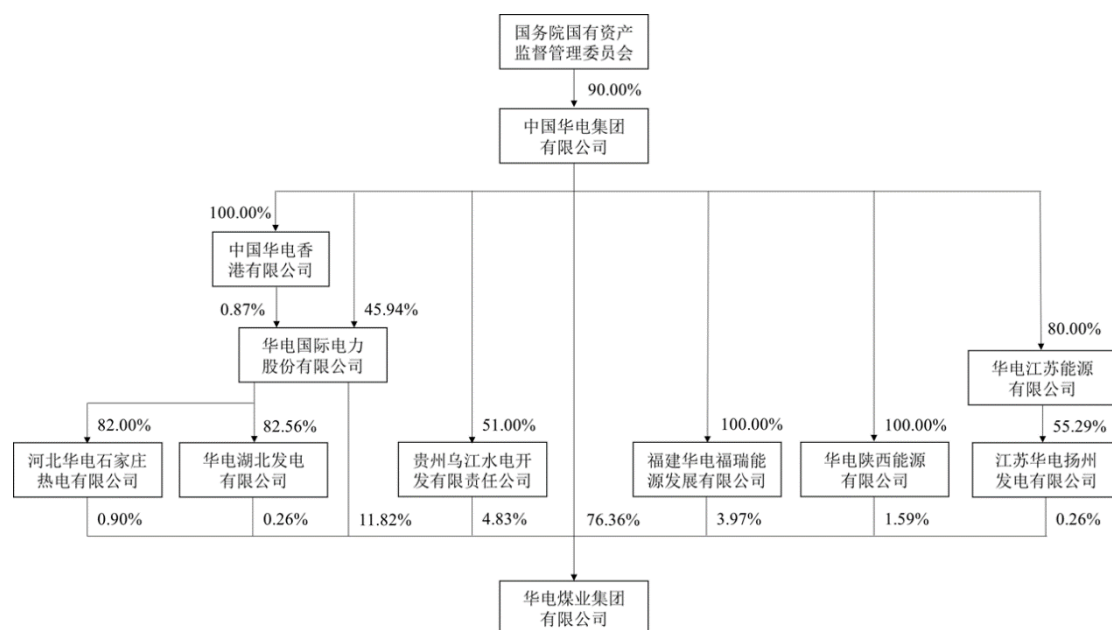 国务院国有资产
监督管理委员会
90.00%
中国华电集团
有限公司
100.00%
中国华电香
港有限公司
0.87%
45.94%
华电国际电力
股份有限公司
80.00%
华电江苏能源
有限公司
82.00%
82.56%
51.00%
100.00%
100.00%
55.29%
河北华电石家庄
热电有限公司
华电湖北发电
有限公司
贵州乌江水电开
发有限责任公司
福建华电福瑞能
源发展有限公司
华电陕西能源
有限公司
江苏华电扬州
发电有限公司
0.90%
0.26%
11.82%
4.83%
76.36%
3.97%
1.59%
0.26%
华电煤业集团
有限公司